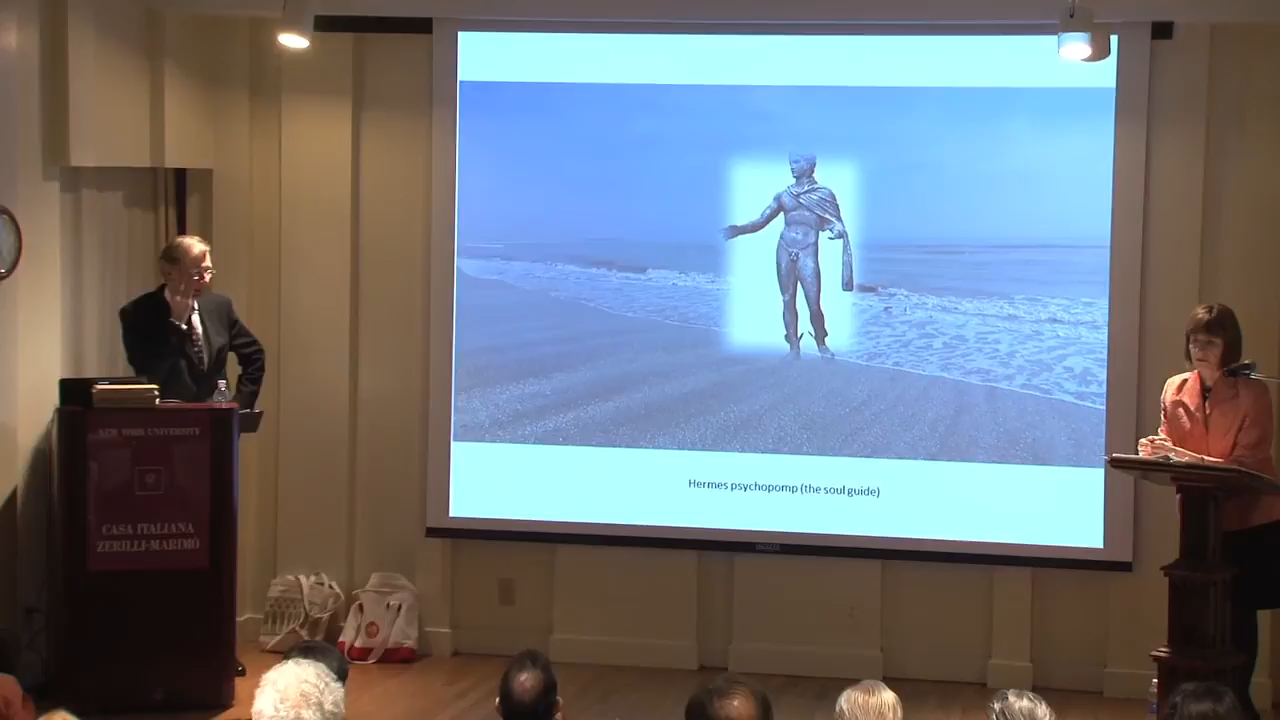 Hermes psychopomp (the soul guide)
NEW YORK UNIVERSITY
CASA ITALIANA
ZERILLI-MARIMÒ